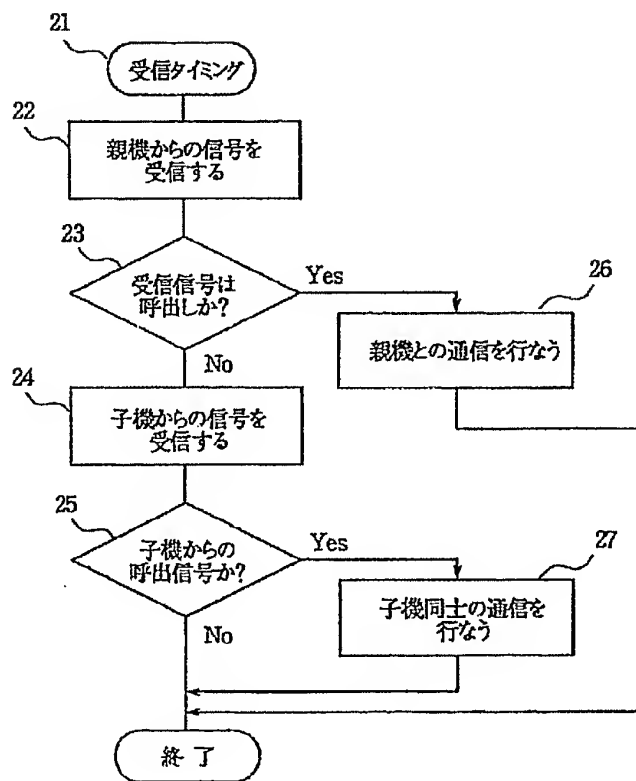 21
受信タイミング
22
親機からの信号を
受信する
23
受信信号は
呼出しか?
Yes
26
親機との通信を行なう
No
24
子機からの信号を
受信する
25
子機からの
呼出信号か?
Yes
27
子機同士の通信を
行なう
No
終了